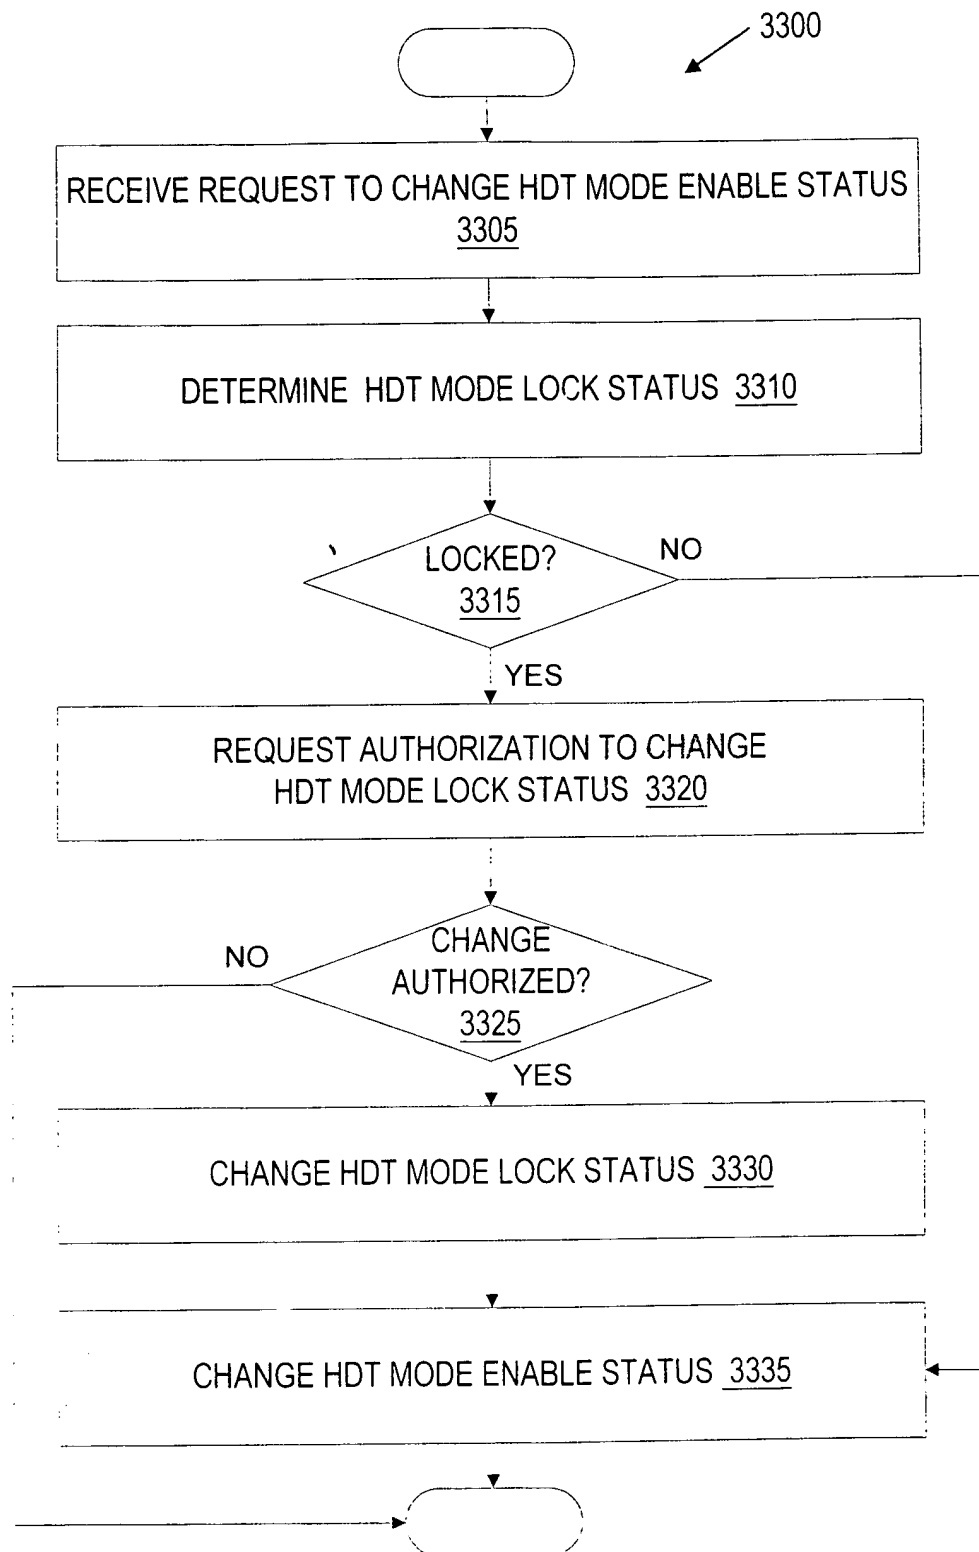 3300
RECEIVE REQUEST TO CHANGE HDT MODE ENABLE STATUS
3305
DETERMINE HDT MODE LOCK STATUS 3310
LOCKED?
3315
NO
YES
REQUEST AUTHORIZATION TO CHANGE
HDT MODE LOCK STATUS 3320
NO
CHANGE
AUTHORIZED?
3325
YES
CHANGE HDT MODE LOCK STATUS 3330
CHANGE HDT MODE ENABLE STATUS 3335